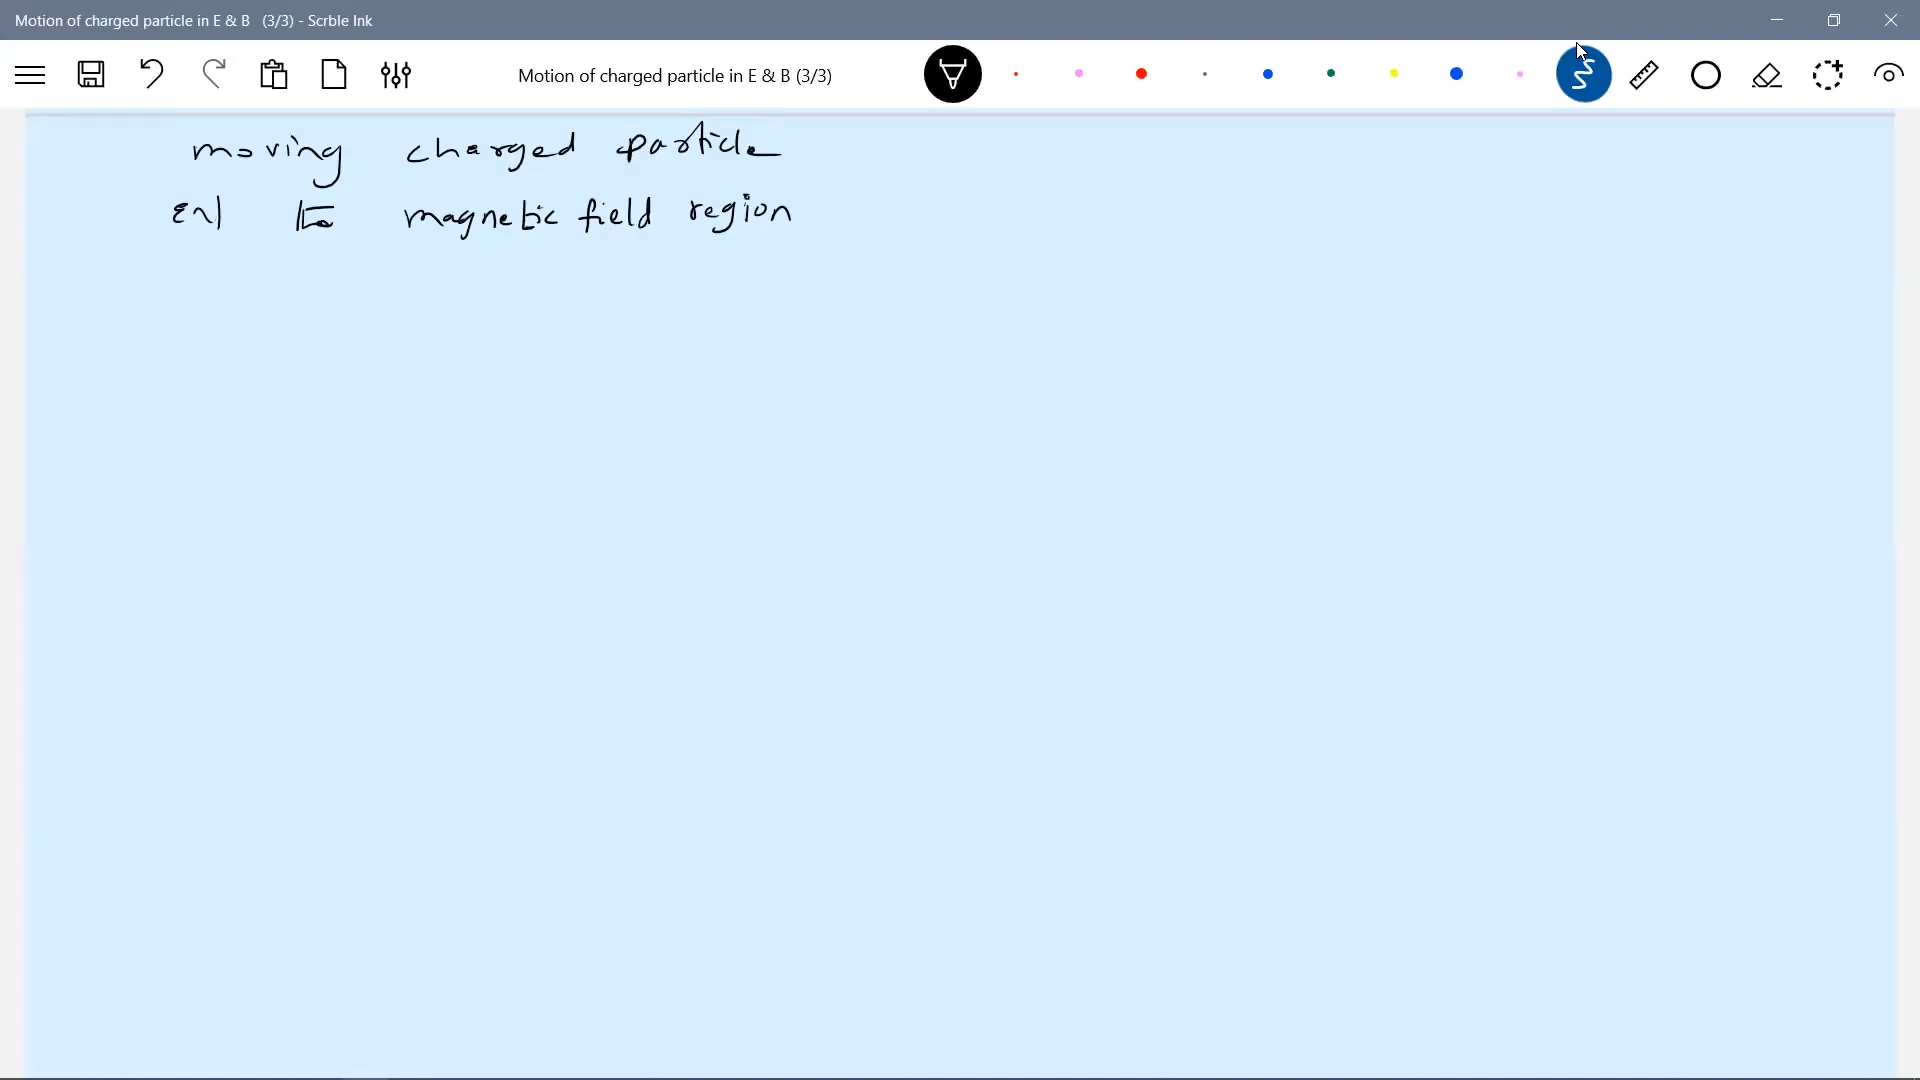 Motion of charged particle in E & B (3/3) - Scrble Ink
Motion of charged particle in E & B (3/3)
moving charged particle
magnetic field region